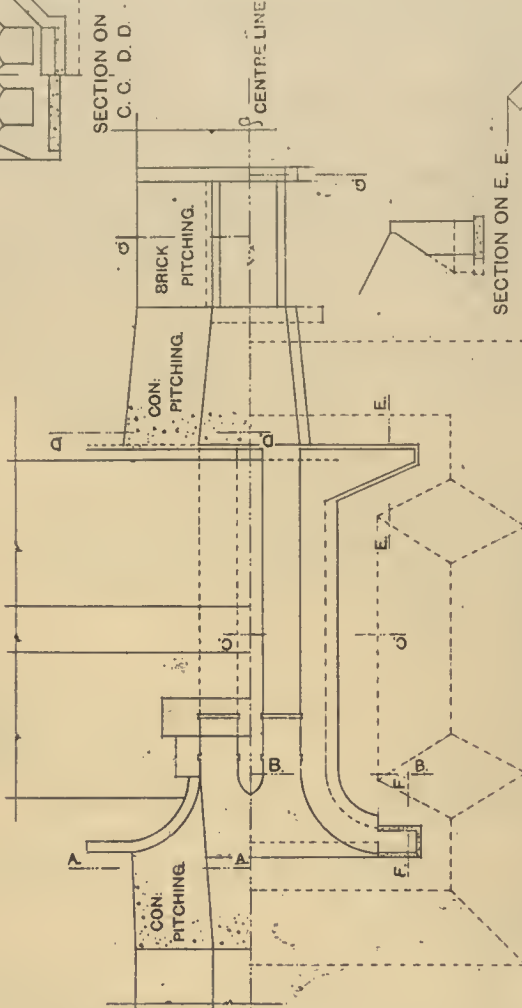 SECTION ON
C. C. D. D.
CENTRE LINE
BRICK
PITCHING.
CON:
PITCHING.
SECTION ON E. E.
E.
E.
B.
B.
F.
F.
A.
A.
CON:
PITCHING.